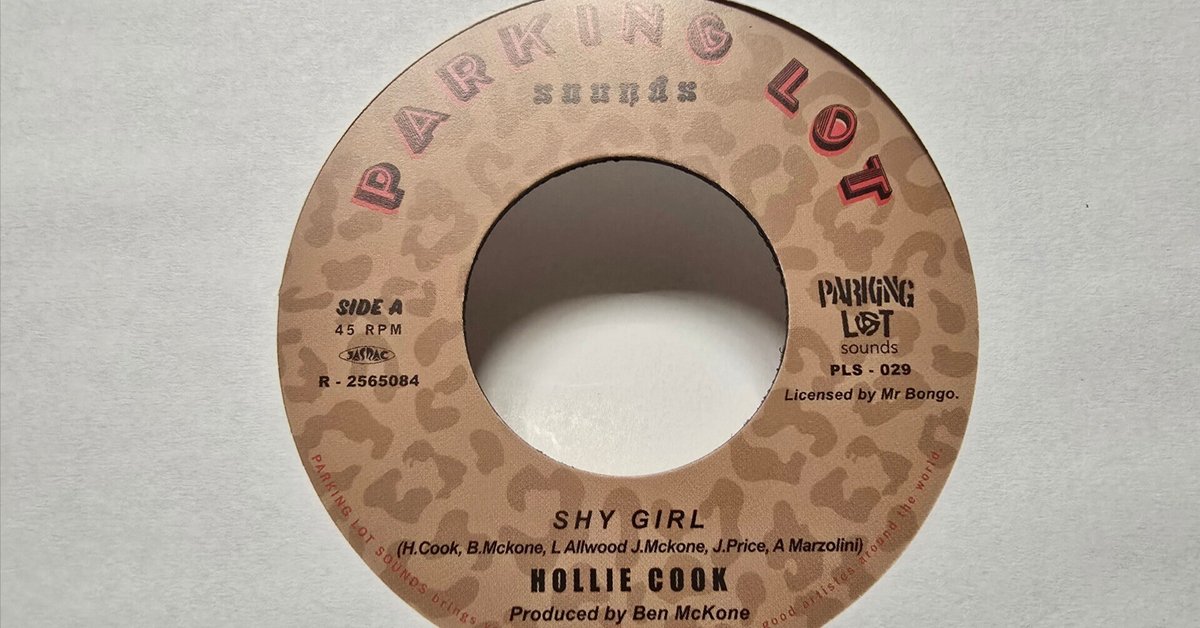 PARKING LOT
sounds
SIDE A
45 RPM
JASRAC
R - 2565084
PARKING LOT
sounds
PLS - 029
Licensed by Mr Bongo.
SHY GIRL
(H.Cook, B.Mckone, L Allwood J.Mckone, J.Price, A Marzolini)
HOLLIE COOK
Produced by Ben McKone
PARKING LOT SOUNDS brings
good artistes around the world.